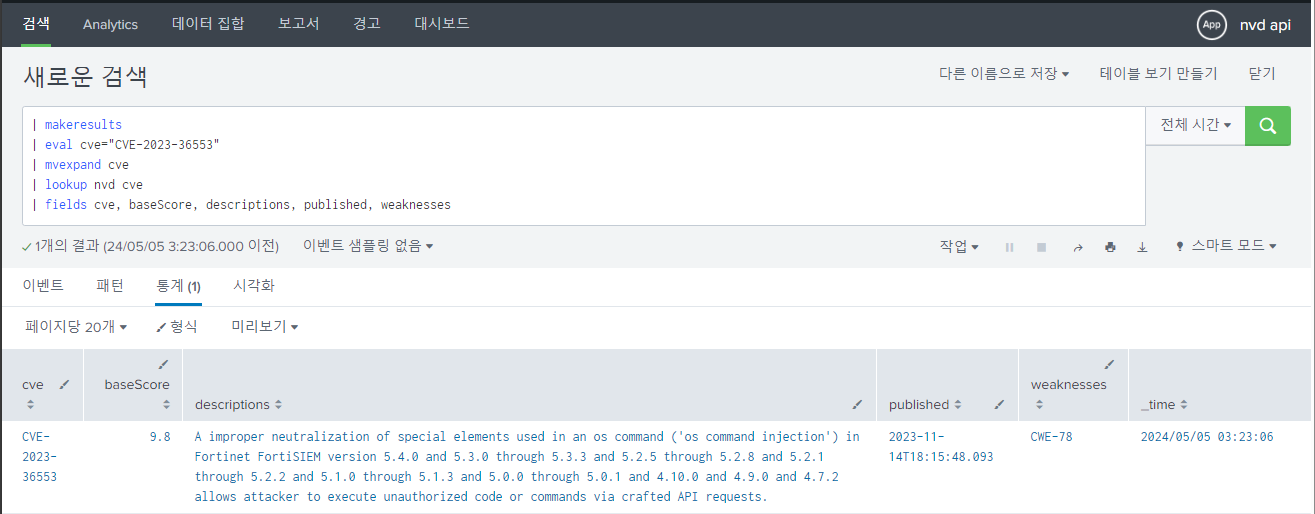 검색 Analytics 데이터 집합 보고서 경고 대시보드 App nvd api
새로운 검색 다른 이름으로 저장 테이블 보기 만들기 닫기
| makeresults 전체 시간
| eval cve="CVE-2023-36553"
| mvexpand cve
| lookup nvd cve
| fields cve, baseScore, descriptions, published, weaknesses
1개의 결과 (24/05/05 3:23:06.000 이전) 이벤트 샘플링 없음 작업 스마트 모드
이벤트 패턴 통계 (1) 시각화
페이지당 20개 형식 미리보기
cve baseScore descriptions published weaknesses _time
CVE-2023-36553 9.8 A improper neutralization of special elements used in an os command ('os command injection') in
Fortinet FortiSIEM version 5.4.0 and 5.3.0 through 5.3.3 and 5.2.5 through 5.2.8 and 5.2.1
through 5.2.2 and 5.1.0 through 5.1.3 and 5.0.0 through 5.0.1 and 4.10.0 and 4.9.0 and 4.7.2
allows attacker to execute unauthorized code or commands via crafted API requests.
2023-11-
14T18:15:48.093
CWE-78
2024/05/05 03:23:06